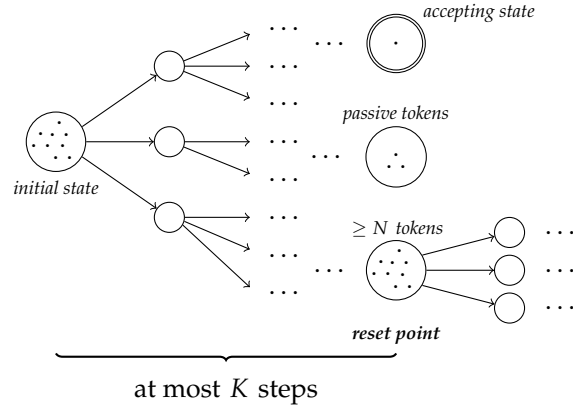 accepting state
passive tokens
initial state
≥ N tokens
reset point
at most K steps